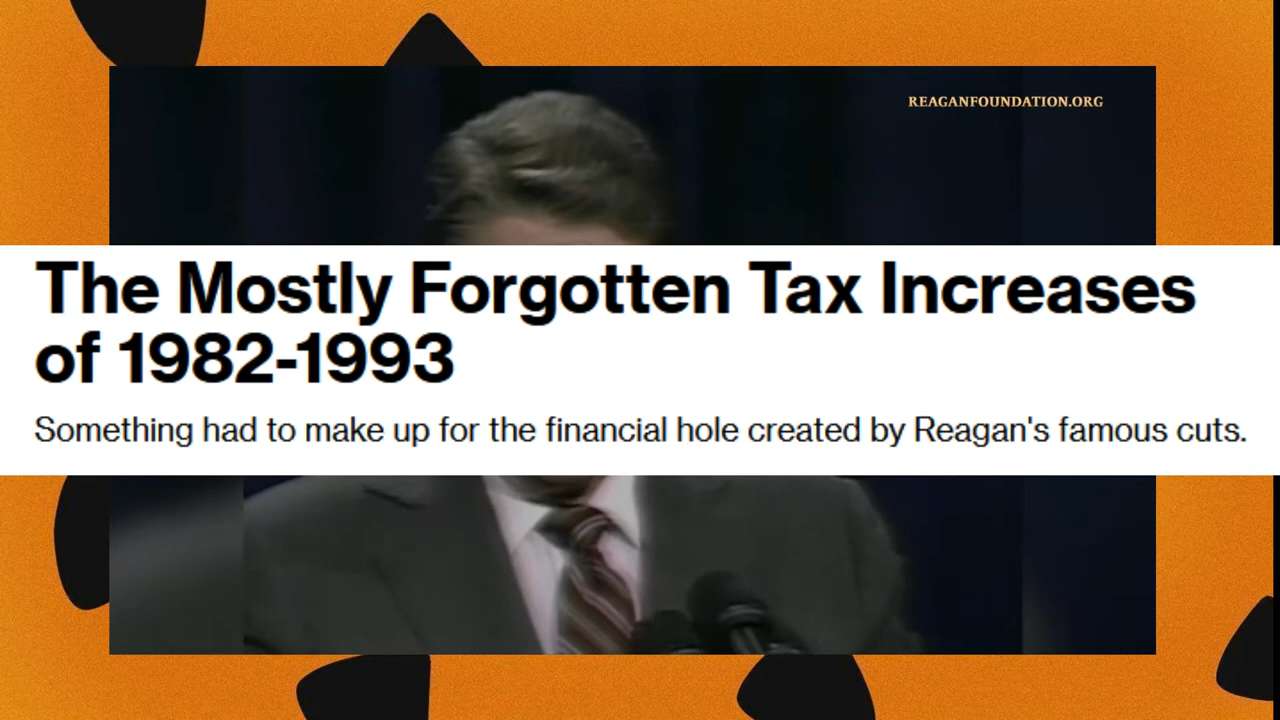 REAGANFOUNDATION.ORG
The Mostly Forgotten Tax Increases
of 1982-1993
Something had to make up for the financial hole created by Reagan's famous cuts.